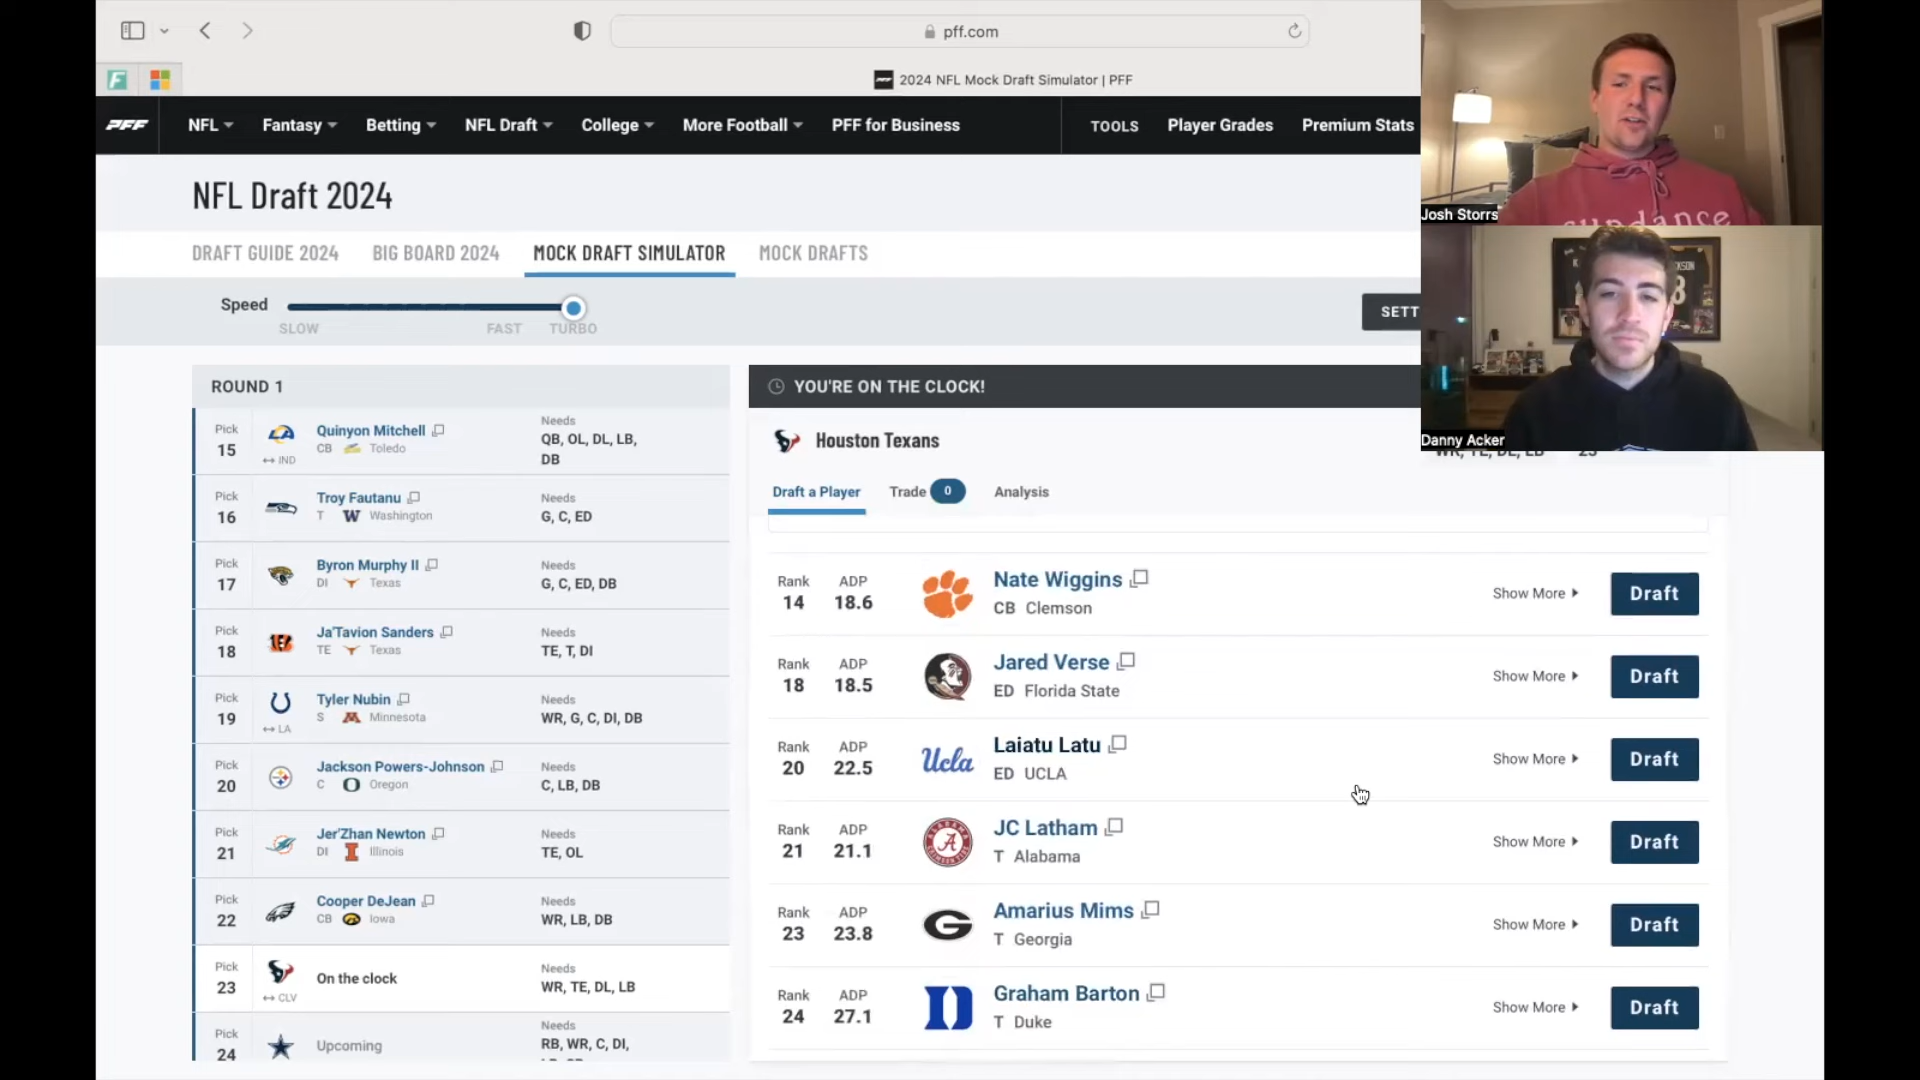 pff.com
2024 NFL Mock Draft Simulator | PFF
PFF
NFL
Fantasy
Betting
NFL Draft
College
More Football
PFF for Business
TOOLS
Player Grades
Premium Stats
NFL Draft 2024
DRAFT GUIDE 2024
BIG BOARD 2024
MOCK DRAFT SIMULATOR
MOCK DRAFTS
Speed
SLOW
FAST
TURBO
SETT
sundance
Josh Storrs
Danny Acker
ROUND 1
Pick
15
↔ IND
Quinyon Mitchell
CB Toledo
Needs
QB, OL, DL, LB,
DB
Pick
16
Troy Fautanu
T W Washington
Needs
G, C, ED
Pick
17
Byron Murphy II
DI Texas
Needs
G, C, ED, DB
Pick
18
Ja'Tavion Sanders
TE Texas
Needs
TE, T, DI
Pick
19
↔ LA
Tyler Nubin
S M Minnesota
Needs
WR, G, C, DI, DB
Pick
20
Jackson Powers-Johnson
C O Oregon
Needs
C, LB, DB
Pick
21
Jer'Zhan Newton
DI I Illinois
Needs
TE, OL
Pick
22
Cooper DeJean
CB Iowa
Needs
WR, LB, DB
Pick
23
↔ CLV
On the clock
Needs
WR, TE, DL, LB
Pick
24
Upcoming
Needs
RB, WR, C, DI,
YOU'RE ON THE CLOCK!
Houston Texans
WR, TE, DL, LB
23
Draft a Player
Trade 0
Analysis
Rank
14
ADP
18.6
Nate Wiggins
CB Clemson
Show More
Draft
Rank
18
ADP
18.5
Jared Verse
ED Florida State
Show More
Draft
Rank
20
ADP
22.5
Ucla
Laiatu Latu
ED UCLA
Show More
Draft
Rank
21
ADP
21.1
JC Latham
T Alabama
Show More
Draft
Rank
23
ADP
23.8
G
Amarius Mims
T Georgia
Show More
Draft
Rank
24
ADP
27.1
D
Graham Barton
T Duke
Show More
Draft